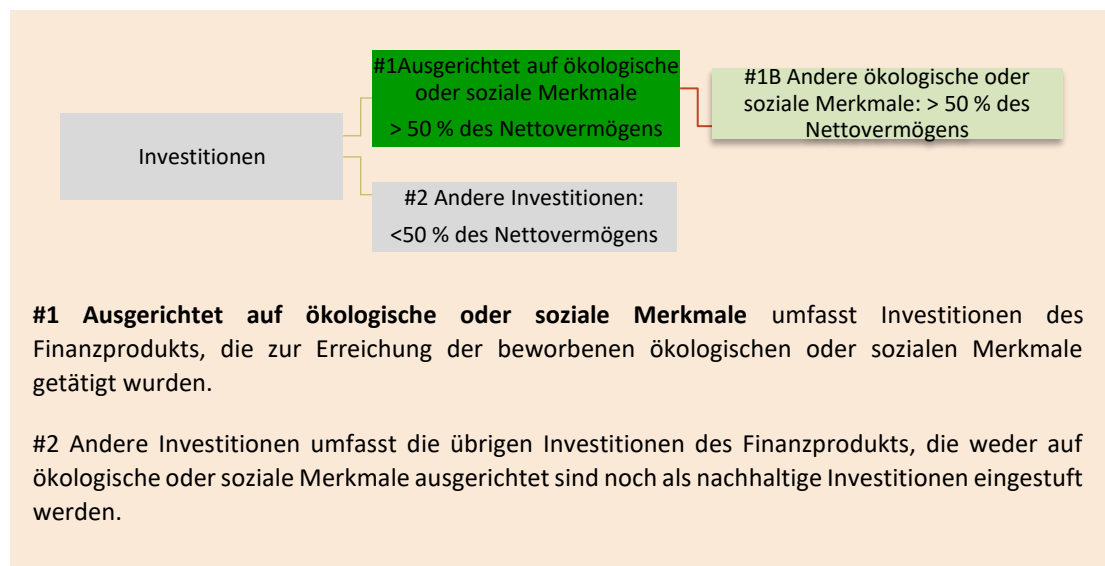 #1Ausgerichtet auf ökologische
oder soziale Merkmale
> 50 % des Nettovermögens
#1B Andere ökologische oder
soziale Merkmale: > 50 % des
Nettovermögens
Investitionen
#2 Andere Investitionen:
<50 % des Nettovermögens
#1 Ausgerichtet auf ökologische oder soziale Merkmale umfasst Investitionen des
Finanzprodukts, die zur Erreichung der beworbenen ökologischen oder sozialen Merkmale
getätigt wurden.
#2 Andere Investitionen umfasst die übrigen Investitionen des Finanzprodukts, die weder auf
ökologische oder soziale Merkmale ausgerichtet sind noch als nachhaltige Investitionen eingestuft
werden.